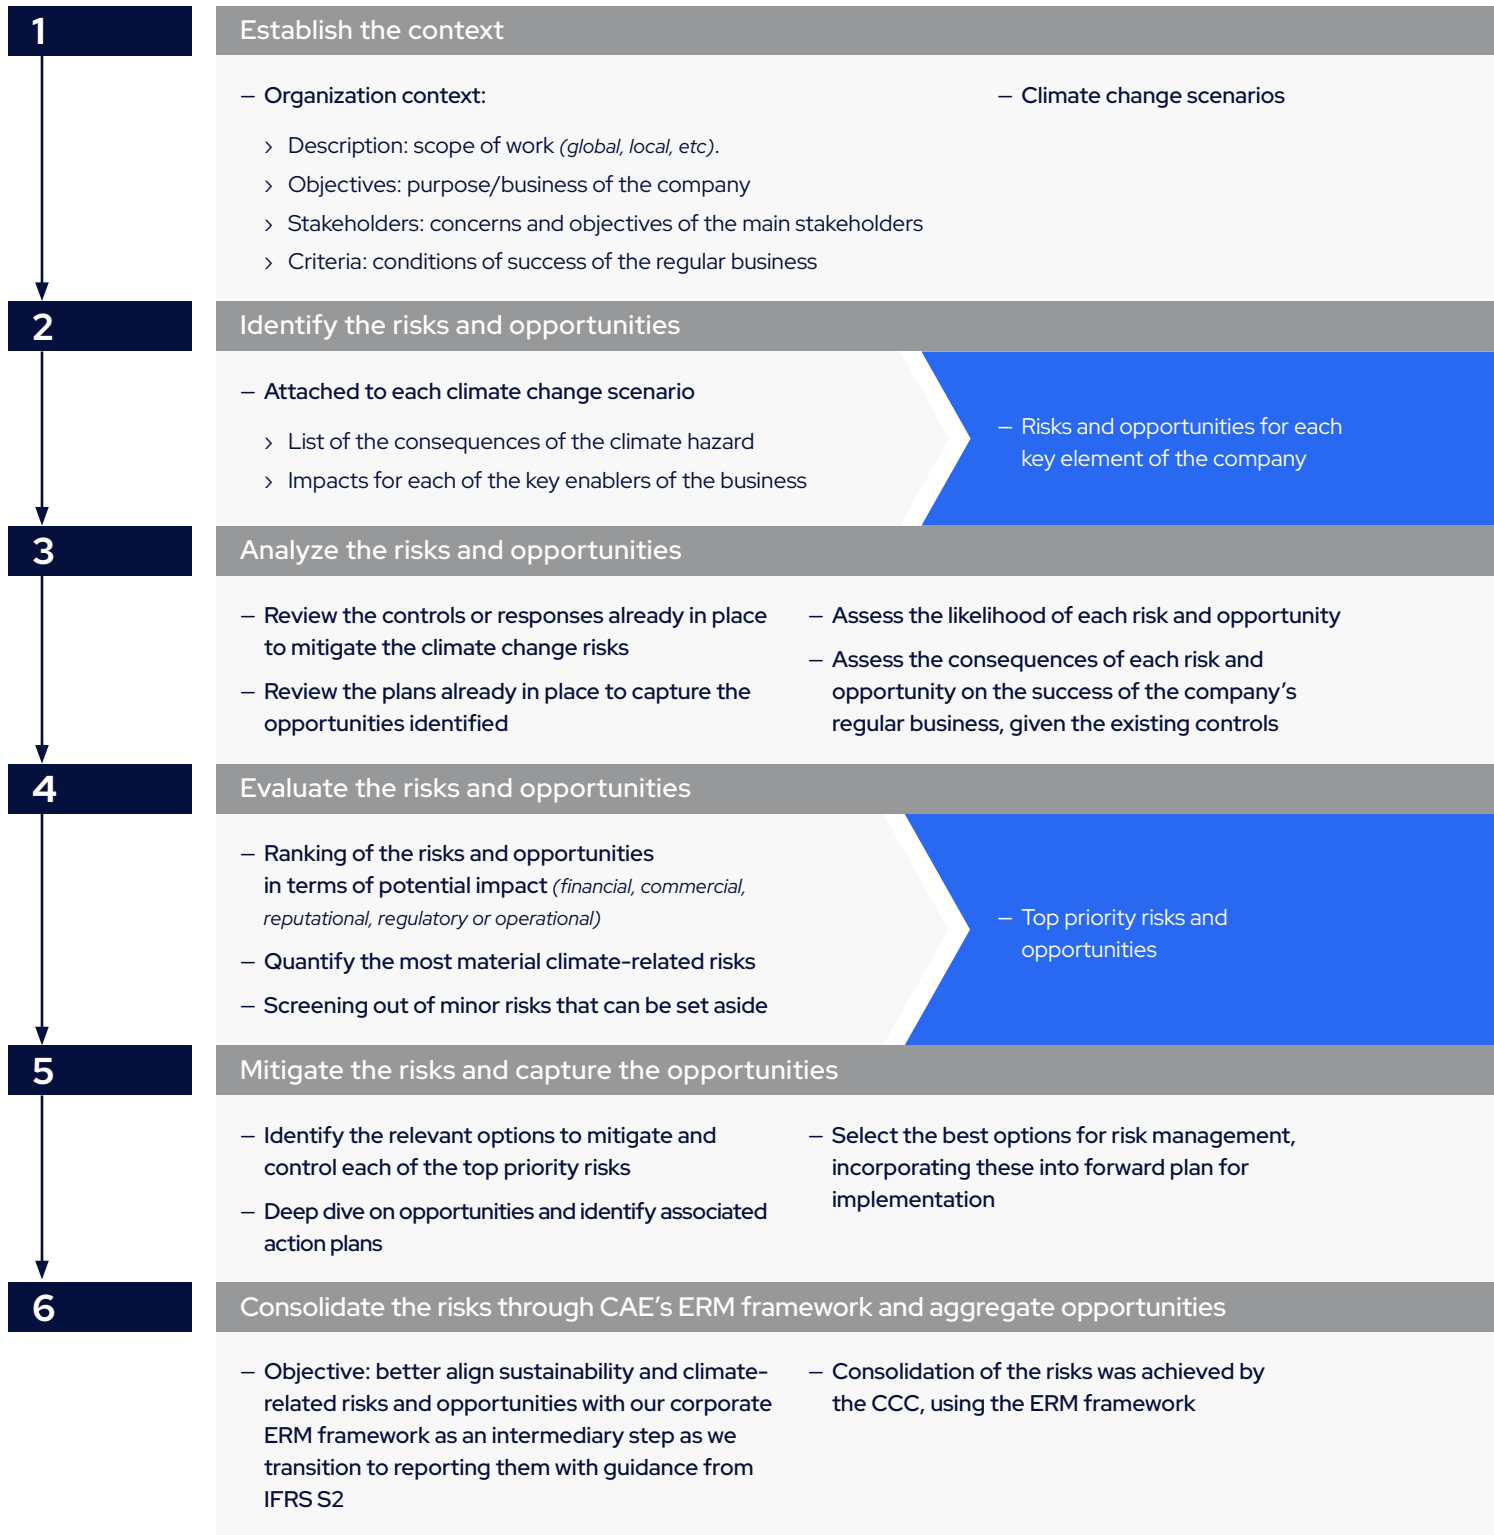 1
Establish the context
– Organization context:
› Description: scope of work (global, local, etc).
› Objectives: purpose/business of the company
› Stakeholders: concerns and objectives of the main stakeholders
› Criteria: conditions of success of the regular business
– Climate change scenarios
2
Identify the risks and opportunities
– Attached to each climate change scenario
› List of the consequences of the climate hazard
› Impacts for each of the key enablers of the business
– Risks and opportunities for each
key element of the company
3
Analyze the risks and opportunities
– Review the controls or responses already in place
to mitigate the climate change risks
– Review the plans already in place to capture the
opportunities identified
– Assess the likelihood of each risk and opportunity
– Assess the consequences of each risk and
opportunity on the success of the company’s
regular business, given the existing controls
4
Evaluate the risks and opportunities
– Ranking of the risks and opportunities
in terms of potential impact (financial, commercial,
reputational, regulatory or operational)
– Quantify the most material climate-related risks
– Screening out of minor risks that can be set aside
– Top priority risks and
opportunities
5
Mitigate the risks and capture the opportunities
– Identify the relevant options to mitigate and
control each of the top priority risks
– Deep dive on opportunities and identify associated
action plans
– Select the best options for risk management,
incorporating these into forward plan for
implementation
6
Consolidate the risks through CAE’s ERM framework and aggregate opportunities
– Objective: better align sustainability and climate-
related risks and opportunities with our corporate
ERM framework as an intermediary step as we
transition to reporting them with guidance from
IFRS S2
– Consolidation of the risks was achieved by
the CCC, using the ERM framework